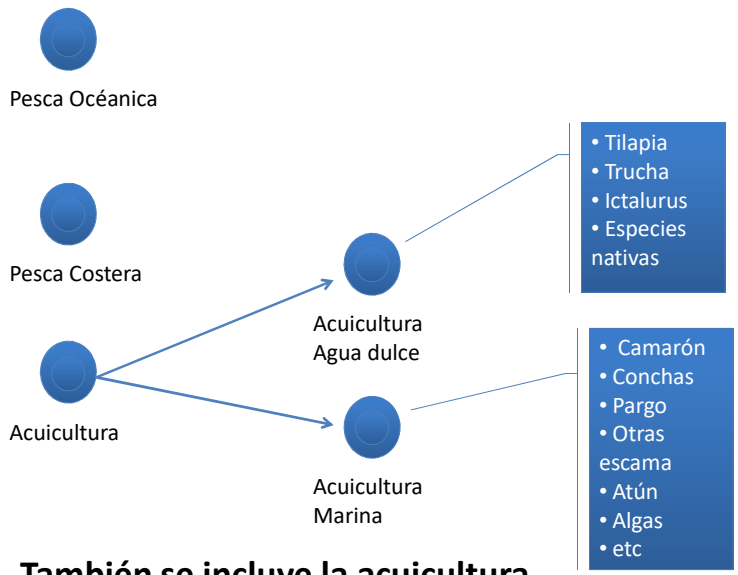 Pesca Océanica
Pesca Costera
Acuicultura
Acuicultura
Agua dulce
• Tilapia
• Trucha
• Ictalurus
• Especies
nativas
Acuicultura
Marina
• Camarón
• Conchas
• Pargo
• Otras
escama
• Atún
• Algas
• etc
También se incluye la acuicultura